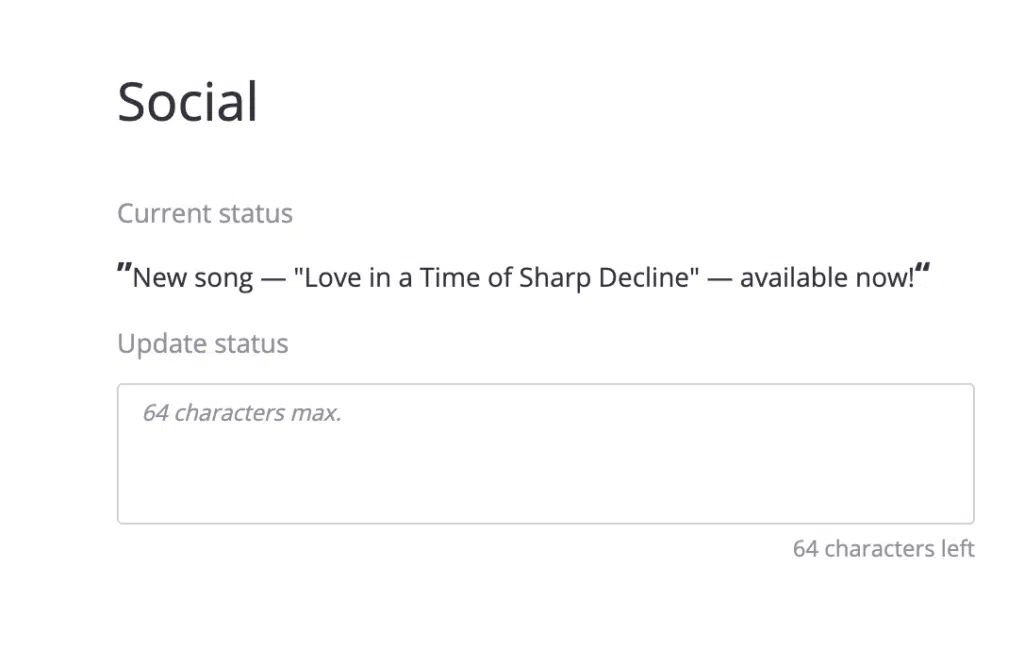 Social
Current status
”New song — "Love in a Time of Sharp Decline" — available now!“
Update status
64 characters max.
64 characters left